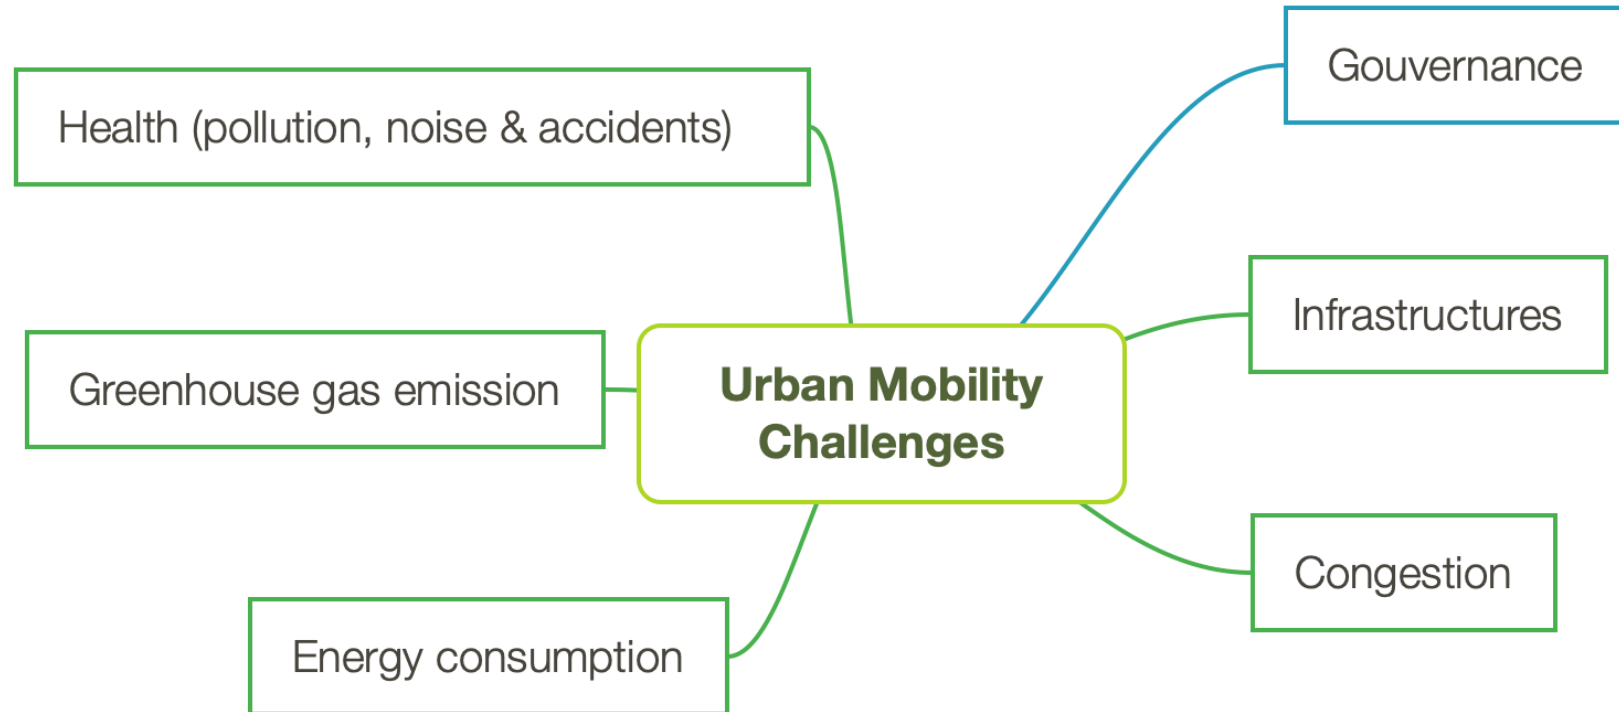 Gouvernance
Health (pollution, noise & accidents)
Infrastructures
Greenhouse gas emission
Urban Mobility
Challenges
Congestion
Energy consumption